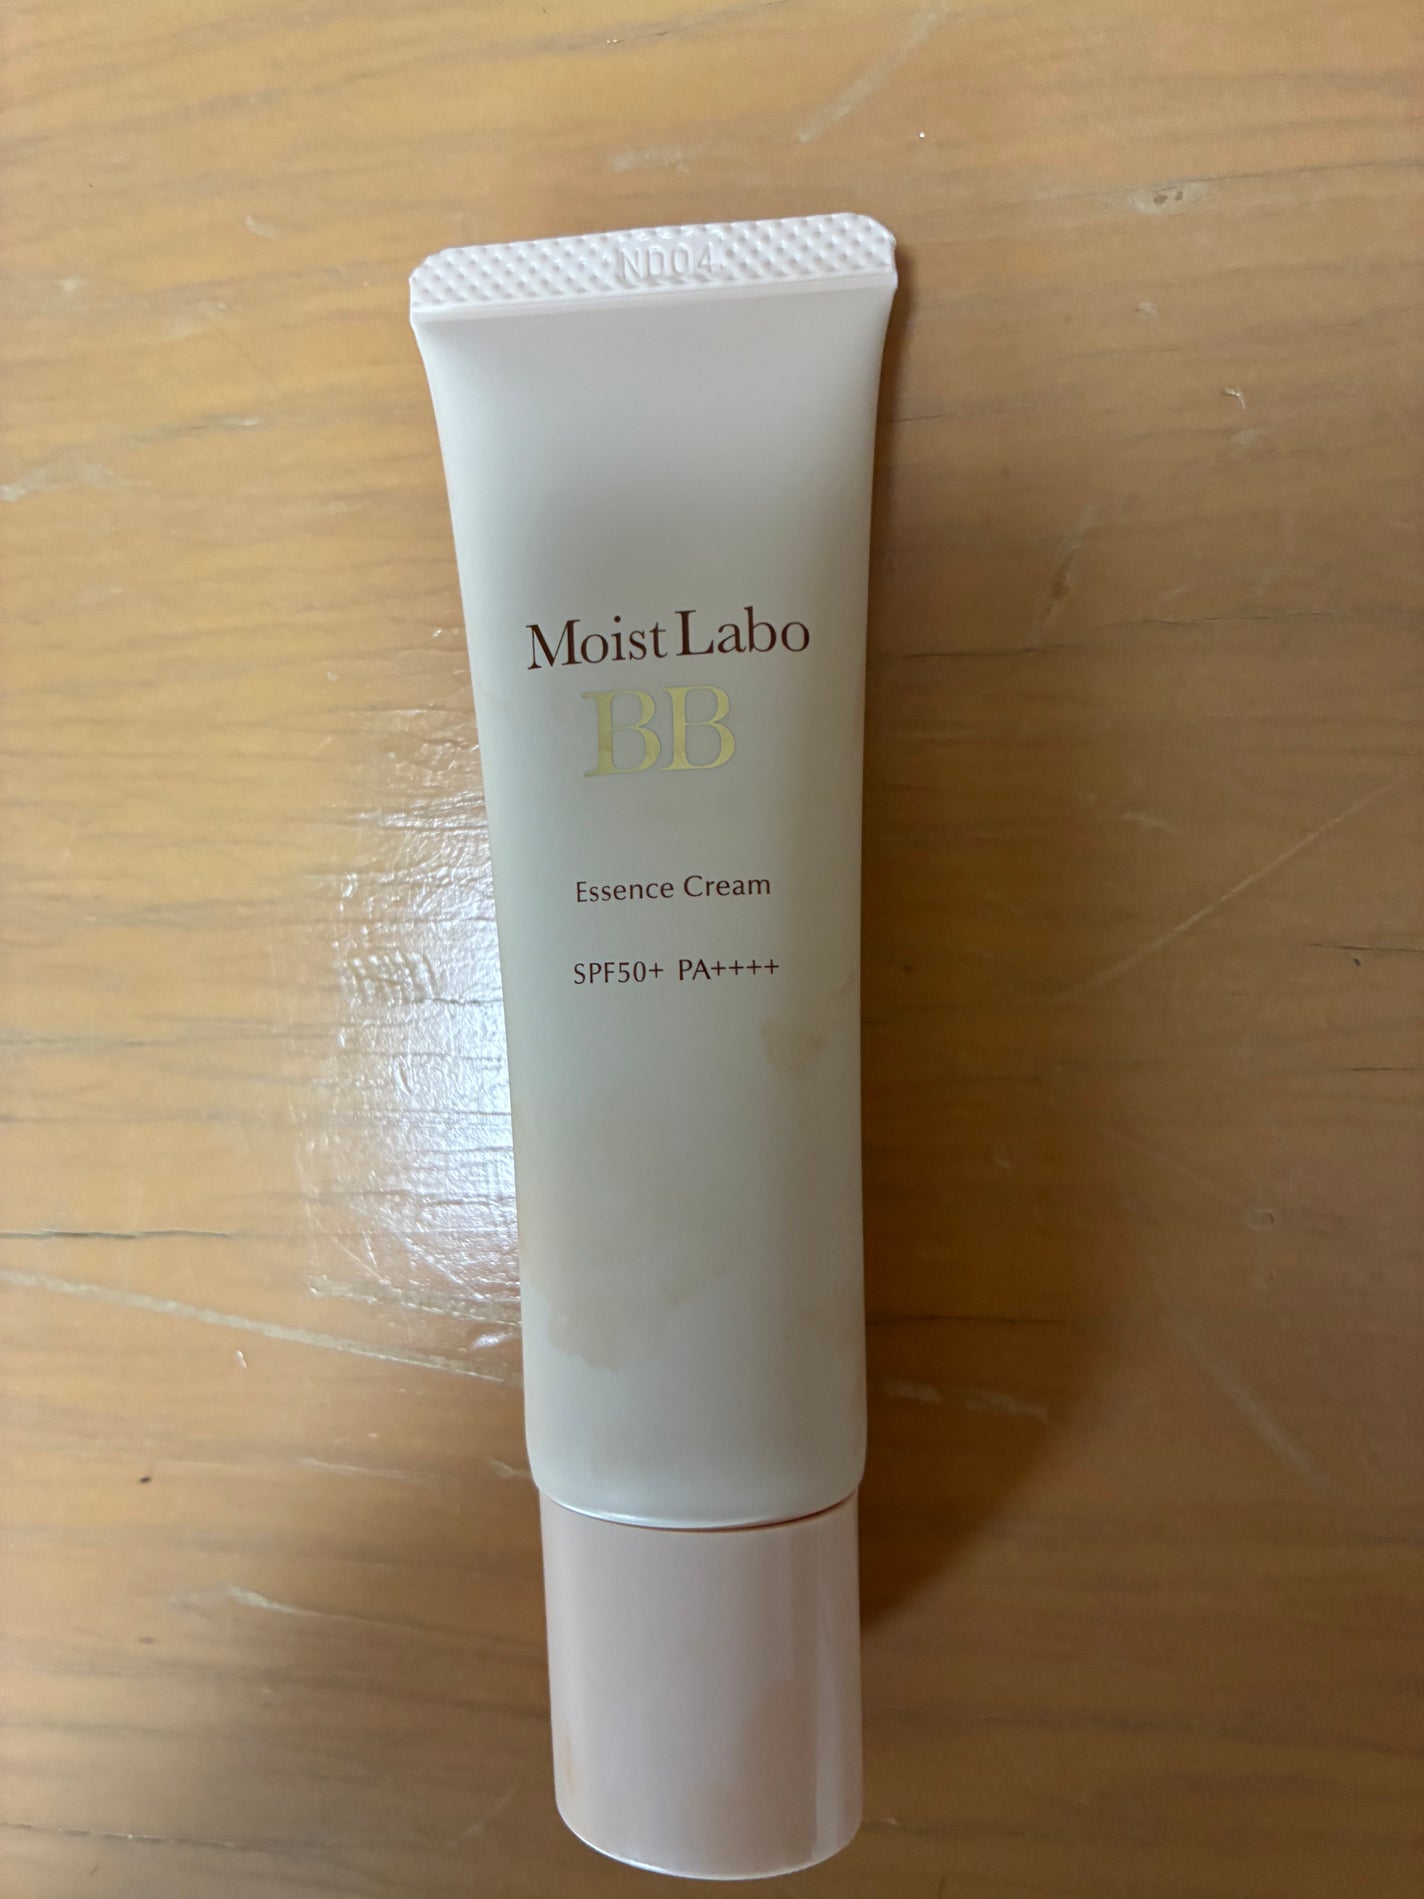 ND04
Moist Labo
BB
Essence Cream
SPF50+ PA++++